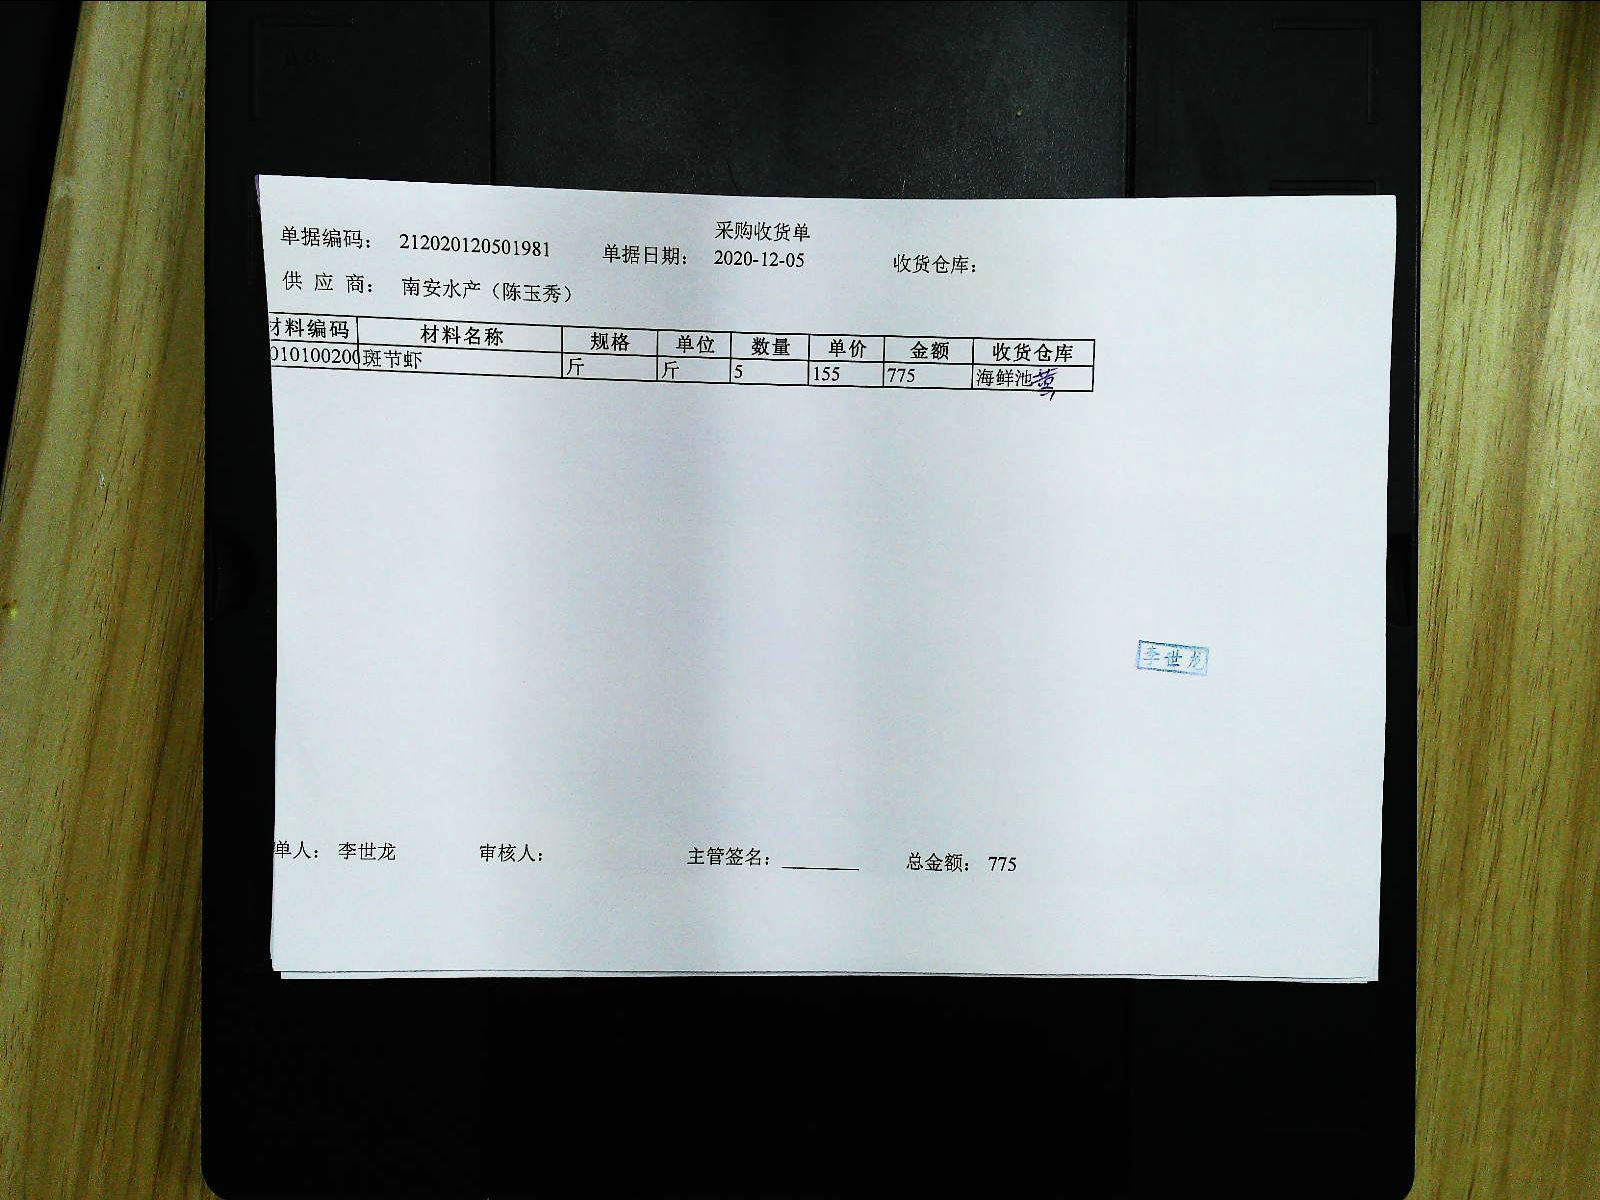 采购收货单
单据编码： 212020120501981 单据日期： 2020-12-05 收货仓库：
供 应 商： 南安水产（陈玉秀）
材料编码 材料名称 规格 单位 数量 单价 金额 收货仓库
010100200 斑节虾 斤 斤 5 155 775 海鲜池
李世龙
单人： 李世龙 审核人： 主管签名： 总金额： 775